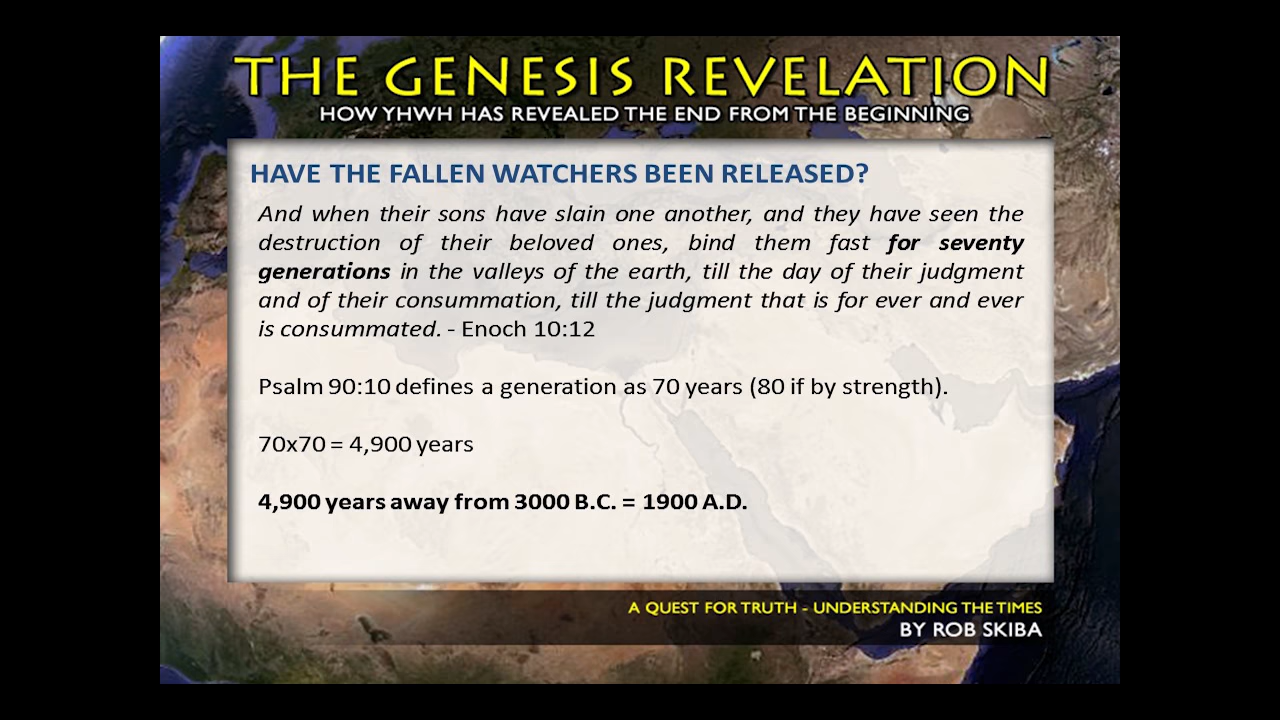 THE GENESIS REVELATION
HOW YHWH HAS REVEALED THE END FROM THE BEGINNING
HAVE THE FALLEN WATCHERS BEEN RELEASED?
And when their sons have slain one another, and they have seen the
destruction of their beloved ones, bind them fast for seventy
generations in the valleys of the earth, till the day of their judgment
and of their consummation, till the judgment that is for ever and ever
is consummated. - Enoch 10:12
Psalm 90:10 defines a generation as 70 years (80 if by strength).
70x70 = 4,900 years
4,900 years away from 3000 B.C. = 1900 A.D.
A QUEST FOR TRUTH - UNDERSTANDING THE TIMES
BY ROB SKIBA